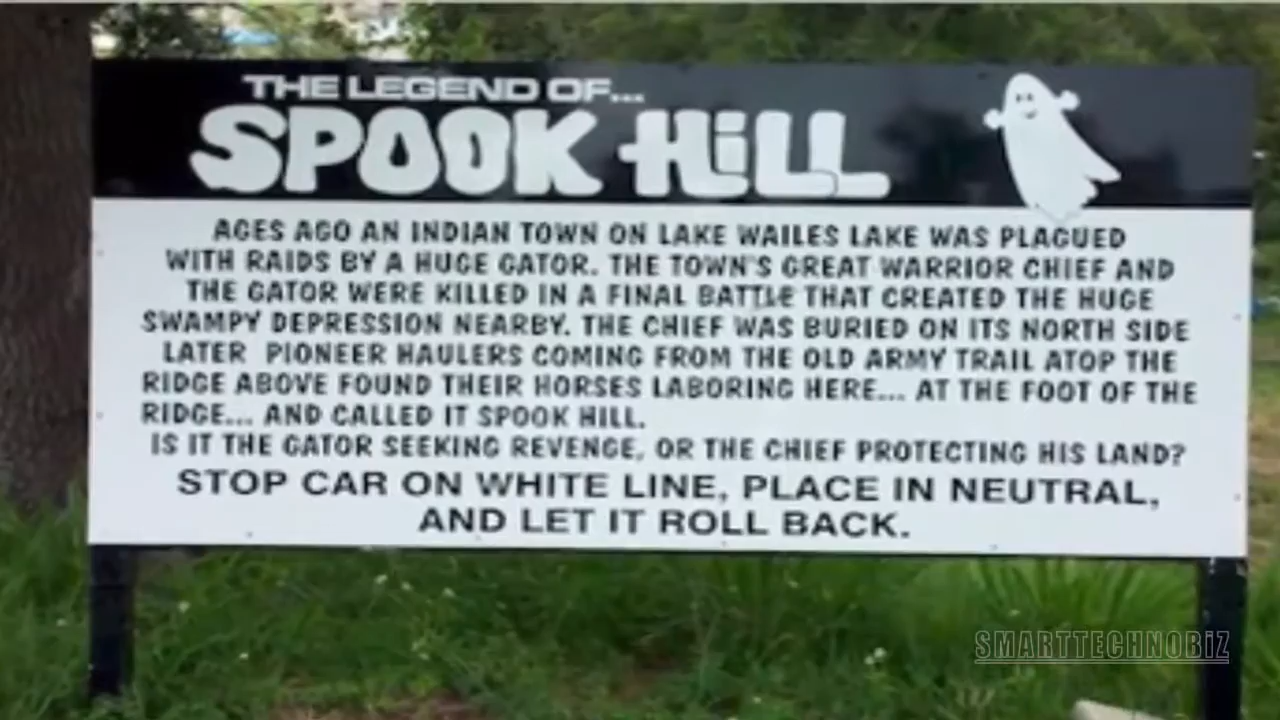 THE LEGEND OF...
SPOOK HiLL
AGES AGO AN INDIAN TOWN ON LAKE WAILES LAKE WAS PLAGUED
WITH RAIDS BY A HUGE GATOR. THE TOWN'S GREAT WARRIOR CHIEF AND
THE GATOR WERE KILLED IN A FINAL BATTLe THAT CREATED THE HUGE
SWAMPY DEPRESSION NEARBY. THE CHIEF WAS BURIED ON ITS NORTH SIDE
LATER PIONEER HAULERS COMING FROM THE OLD ARMY TRAIL ATOP THE
RIDGE ABOVE FOUND THEIR HORSES LABORING HERE... AT THE FOOT OF THE
RIDGE... AND CALLED IT SPOOK HILL.
IS IT THE GATOR SEEKING REVENGE, OR THE CHIEF PROTECTING HIS LAND?
STOP CAR ON WHITE LINE, PLACE IN NEUTRAL,
AND LET IT ROLL BACK.
SMARTTECHNOBiZ